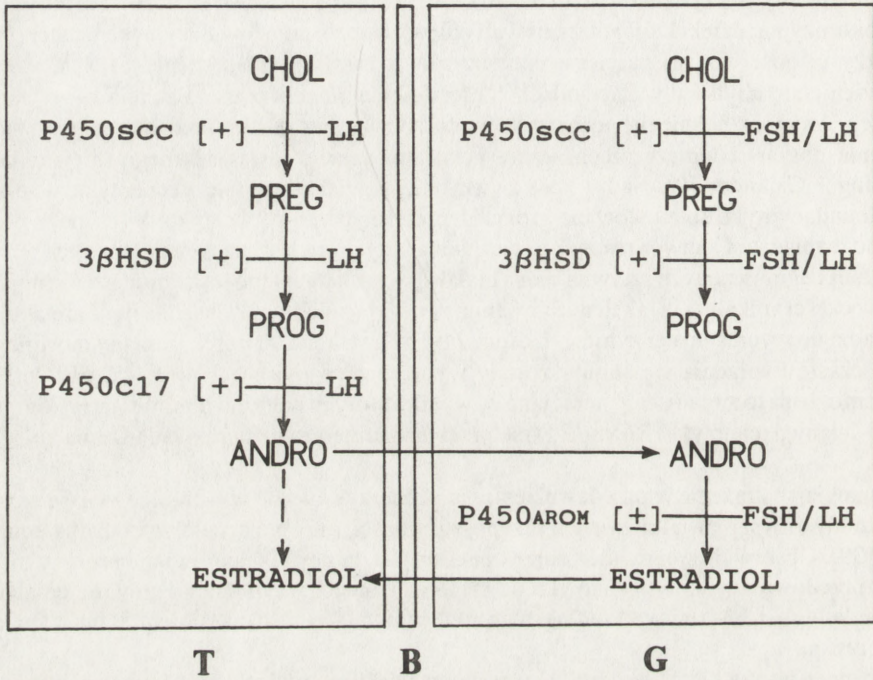 CHOL CHOL
P450scc [+] LH P450scc [+] FSH/LH
PREG PREG
3βHSD [+] LH 3βHSD [+] FSH/LH
PROG PROG
P450c17 [+] LH
ANDRO ANDRO
P450AROM [±] FSH/LH
ESTRADIOL ESTRADIOL
T B G